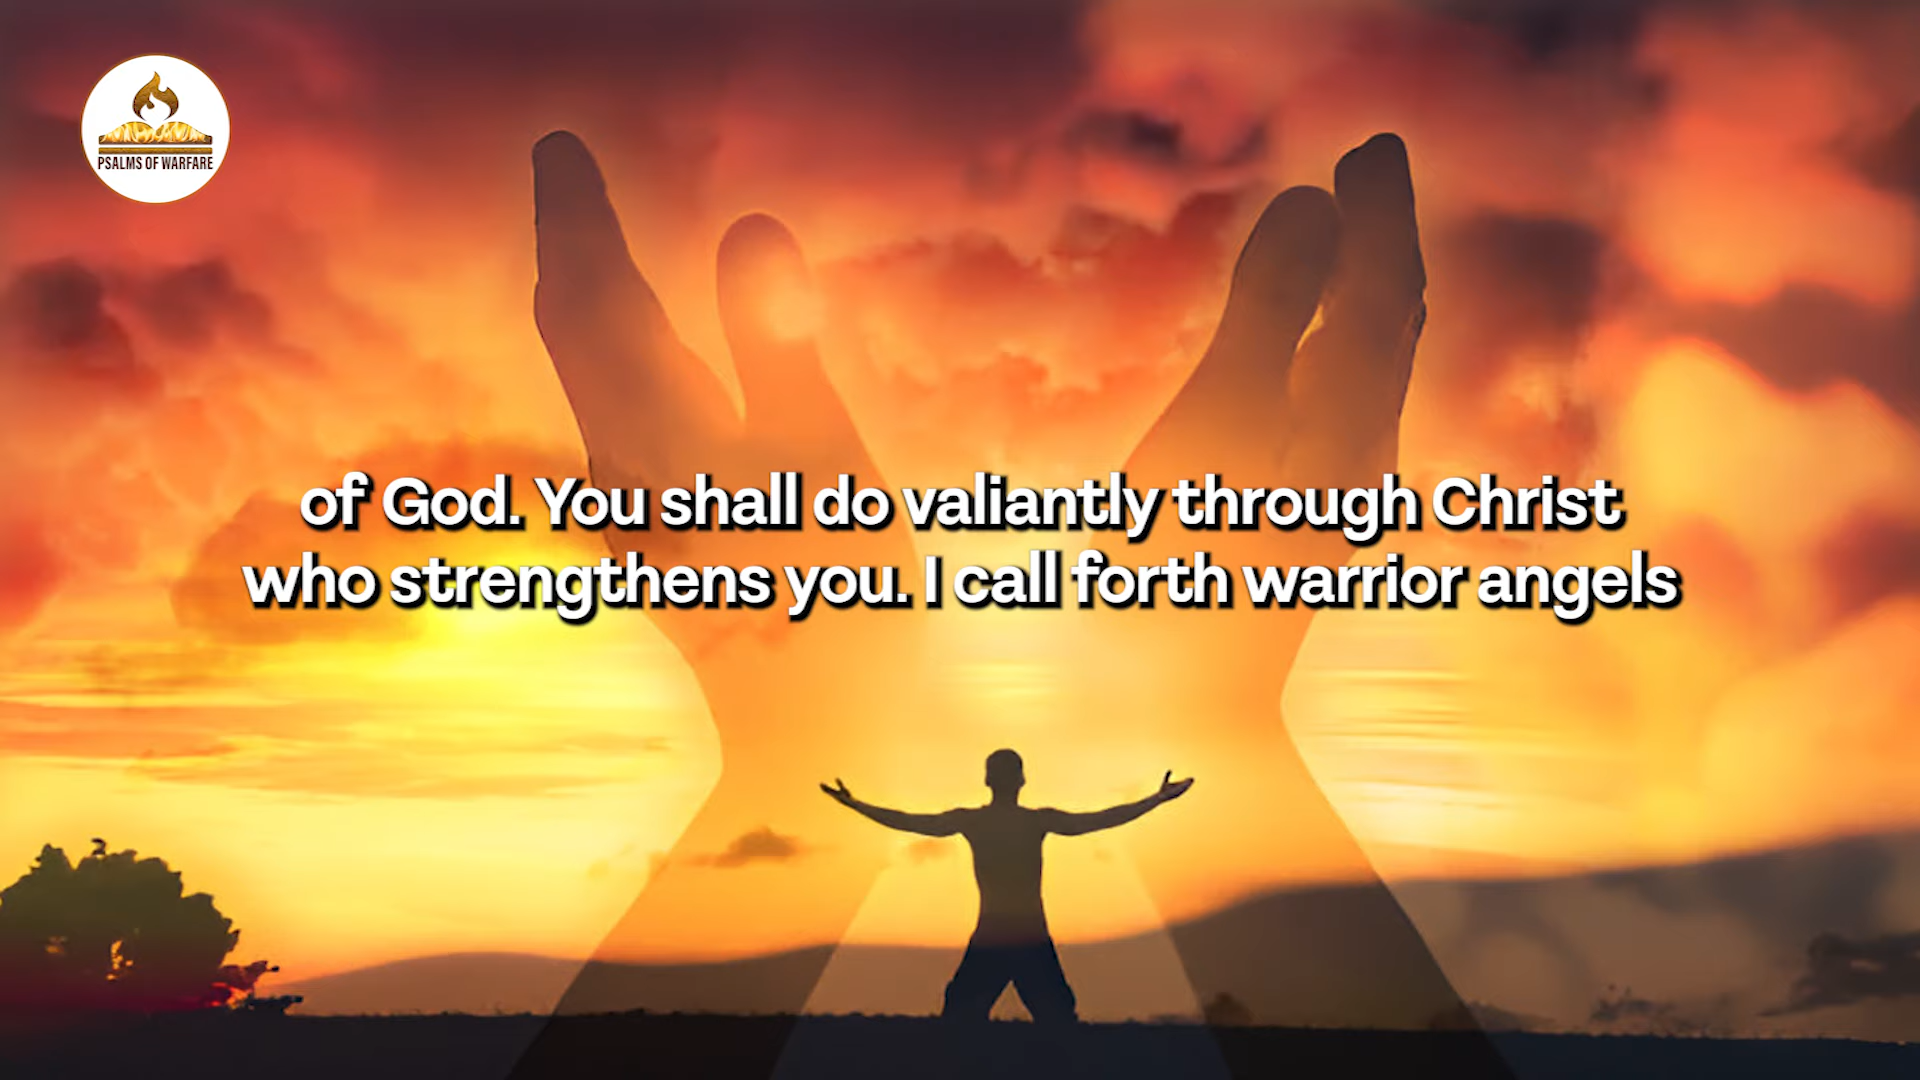 PSALMS OF WARFARE
of God. You shall do valiantly through Christ
who strengthens you. I call forth warrior angels